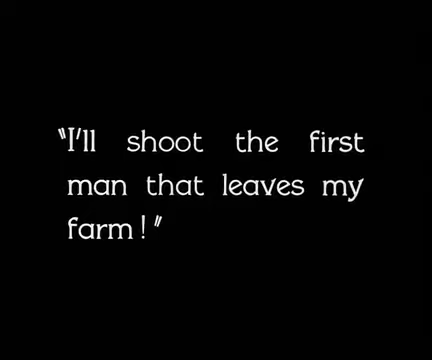 "I'll shoot the first
man that leaves my
farm!"